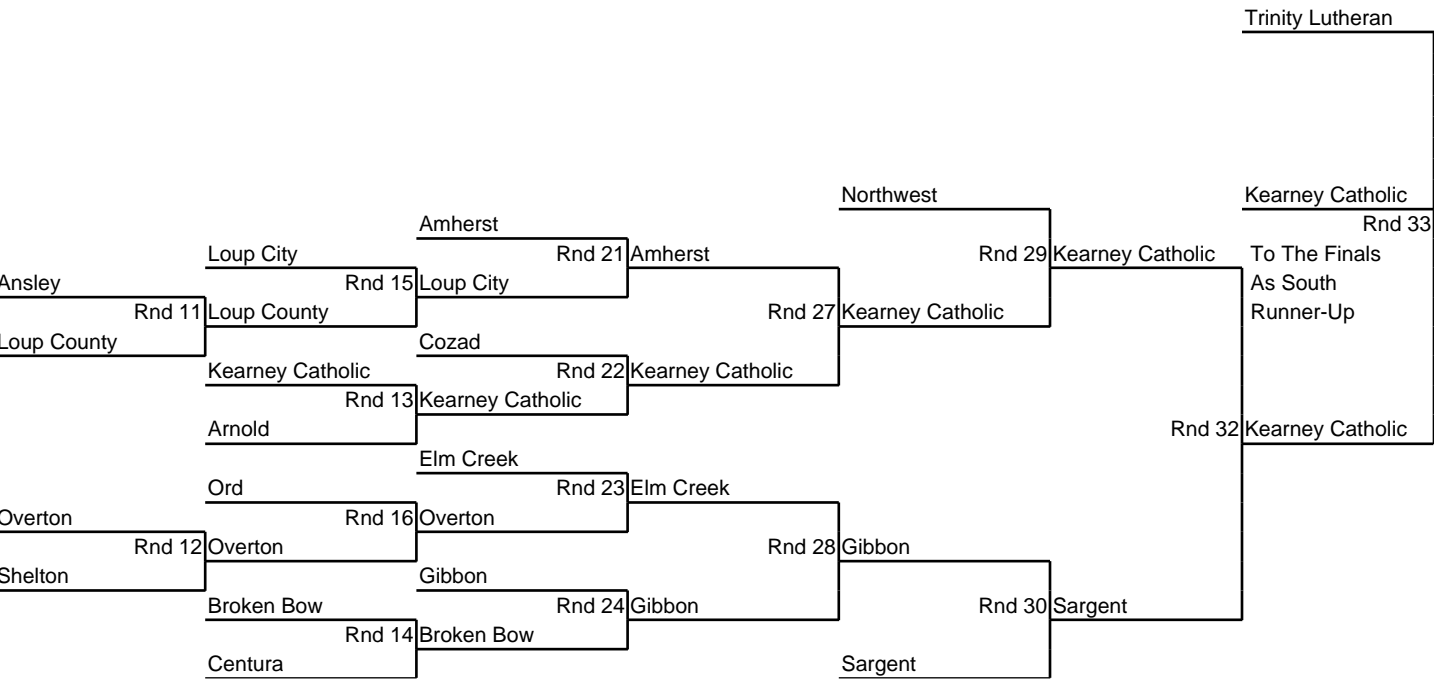 Trinity Lutheran
Northwest
Kearney Catholic
Amherst
Rnd 33
Loup City
Rnd 21 Amherst
Rnd 29 Kearney Catholic
To The Finals
Ansley
Rnd 15 Loup City
As South
Rnd 11 Loup County
Rnd 27 Kearney Catholic
Runner-Up
Loup County
Cozad
Kearney Catholic
Rnd 22 Kearney Catholic
Rnd 13 Kearney Catholic
Arnold
Rnd 32 Kearney Catholic
Elm Creek
Ord
Rnd 23 Elm Creek
Overton
Rnd 16 Overton
Rnd 12 Overton
Rnd 28 Gibbon
Shelton
Gibbon
Broken Bow
Rnd 24 Gibbon
Rnd 30 Sargent
Rnd 14 Broken Bow
Centura
Sargent